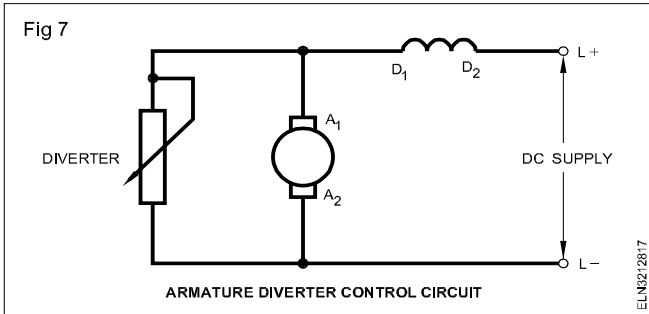 Fig 7
L +
D1 D2
A1
DIVERTER
DC SUPPLY
A2
L −
ARMATURE DIVERTER CONTROL CIRCUIT
ELN3212817